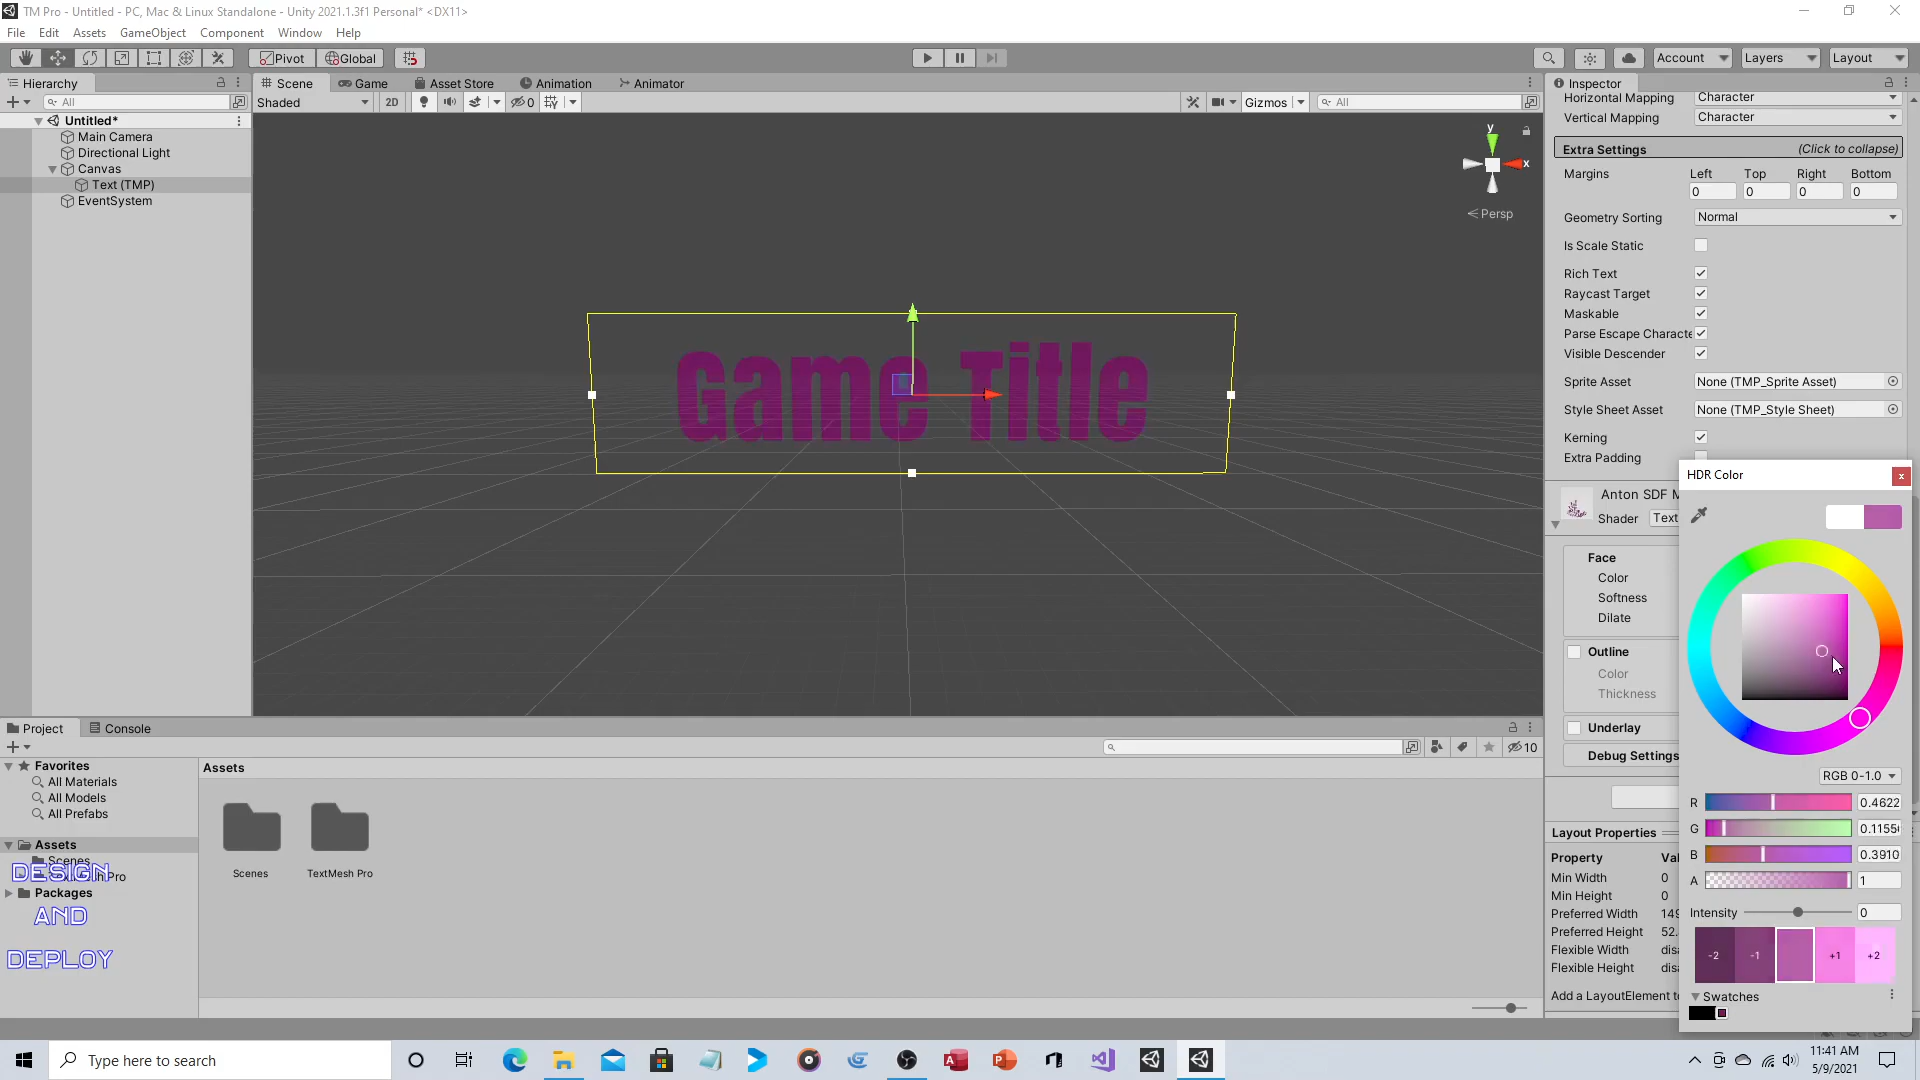 TM Pro - Untitled - PC, Mac & Linux Standalone - Unity 2021.1.3f1 Personal* <DX11>
File Edit Assets GameObject Component Window Help
Pivot Global Account Layers Layout
Hierarchy Scene Game Asset Store Animation Animator Inspector
All Shaded 2D 0 Gizmos All
Untitled*
Main Camera
Directional Light
Canvas
Text (TMP)
EventSystem
y
x
Persp
Game Title
Horizontal Mapping Character
Vertical Mapping Character
Extra Settings (Click to collapse)
Margins Left Top Right Bottom
0 0 0 0
Geometry Sorting Normal
Is Scale Static
Rich Text
Raycast Target
Maskable
Parse Escape Characte
Visible Descender
Sprite Asset None (TMP_Sprite Asset)
Style Sheet Asset None (TMP_Style Sheet)
Kerning
Extra Padding
Anton SDF M
Shader Text
Face
Color
Softness
Dilate
Outline
Color
Thickness
Underlay
Debug Settings
Layout Properties
Property Val
Min Width 0
Min Height 0
Preferred Width 149
Preferred Height 52.
Flexible Width disa
Flexible Height disa
Add a LayoutElement to
HDR Color
x
RGB 0-1.0
R 0.4622
G 0.1155
B 0.3910
A 1
Intensity 0
-2 -1 +1 +2
Swatches
Project Console
10
Favorites
All Materials
All Models
All Prefabs
Assets
Scenes
Packages
Assets
Scenes TextMesh Pro
DESIGN
AND
DEPLOY
Type here to search
11:41 AM
5/9/2021